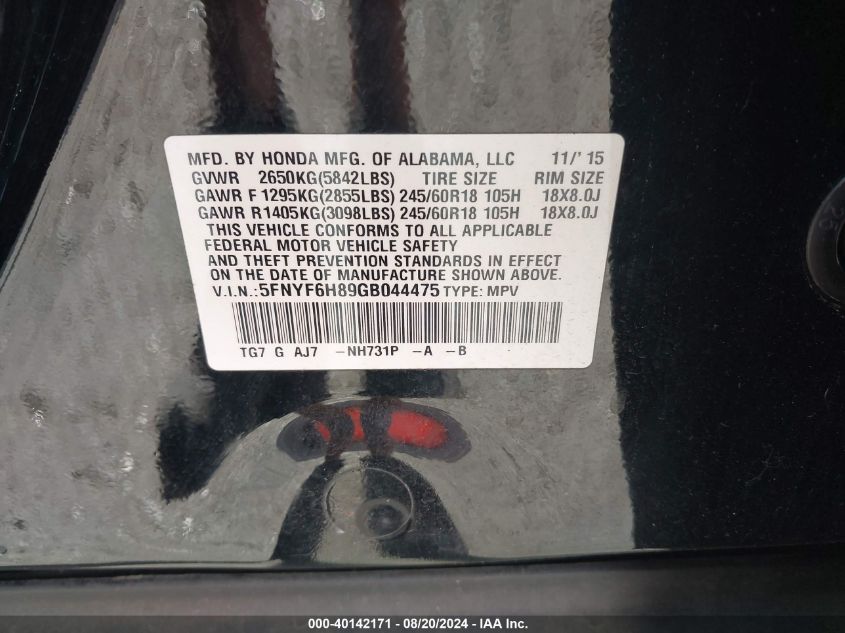 MFD. BY HONDA MFG. OF ALABAMA, LLC 11/' 15
GVWR 2650KG(5842LBS) TIRE SIZE RIM SIZE
GAWR F 1295KG(2855LBS) 245/60R18 105H 18X8.0J
GAWR R1405KG(3098LBS) 245/60R18 105H 18X8.0J
THIS VEHICLE CONFORMS TO ALL APPLICABLE
FEDERAL MOTOR VEHICLE SAFETY
AND THEFT PREVENTION STANDARDS IN EFFECT
ON THE DATE OF MANUFACTURE SHOWN ABOVE.
V.I.N.:5FNYF6H89GB044475 TYPE: MPV
TG7 G AJ7 -NH731P -A -B
000-40142171 - 08/20/2024 - IAA Inc.